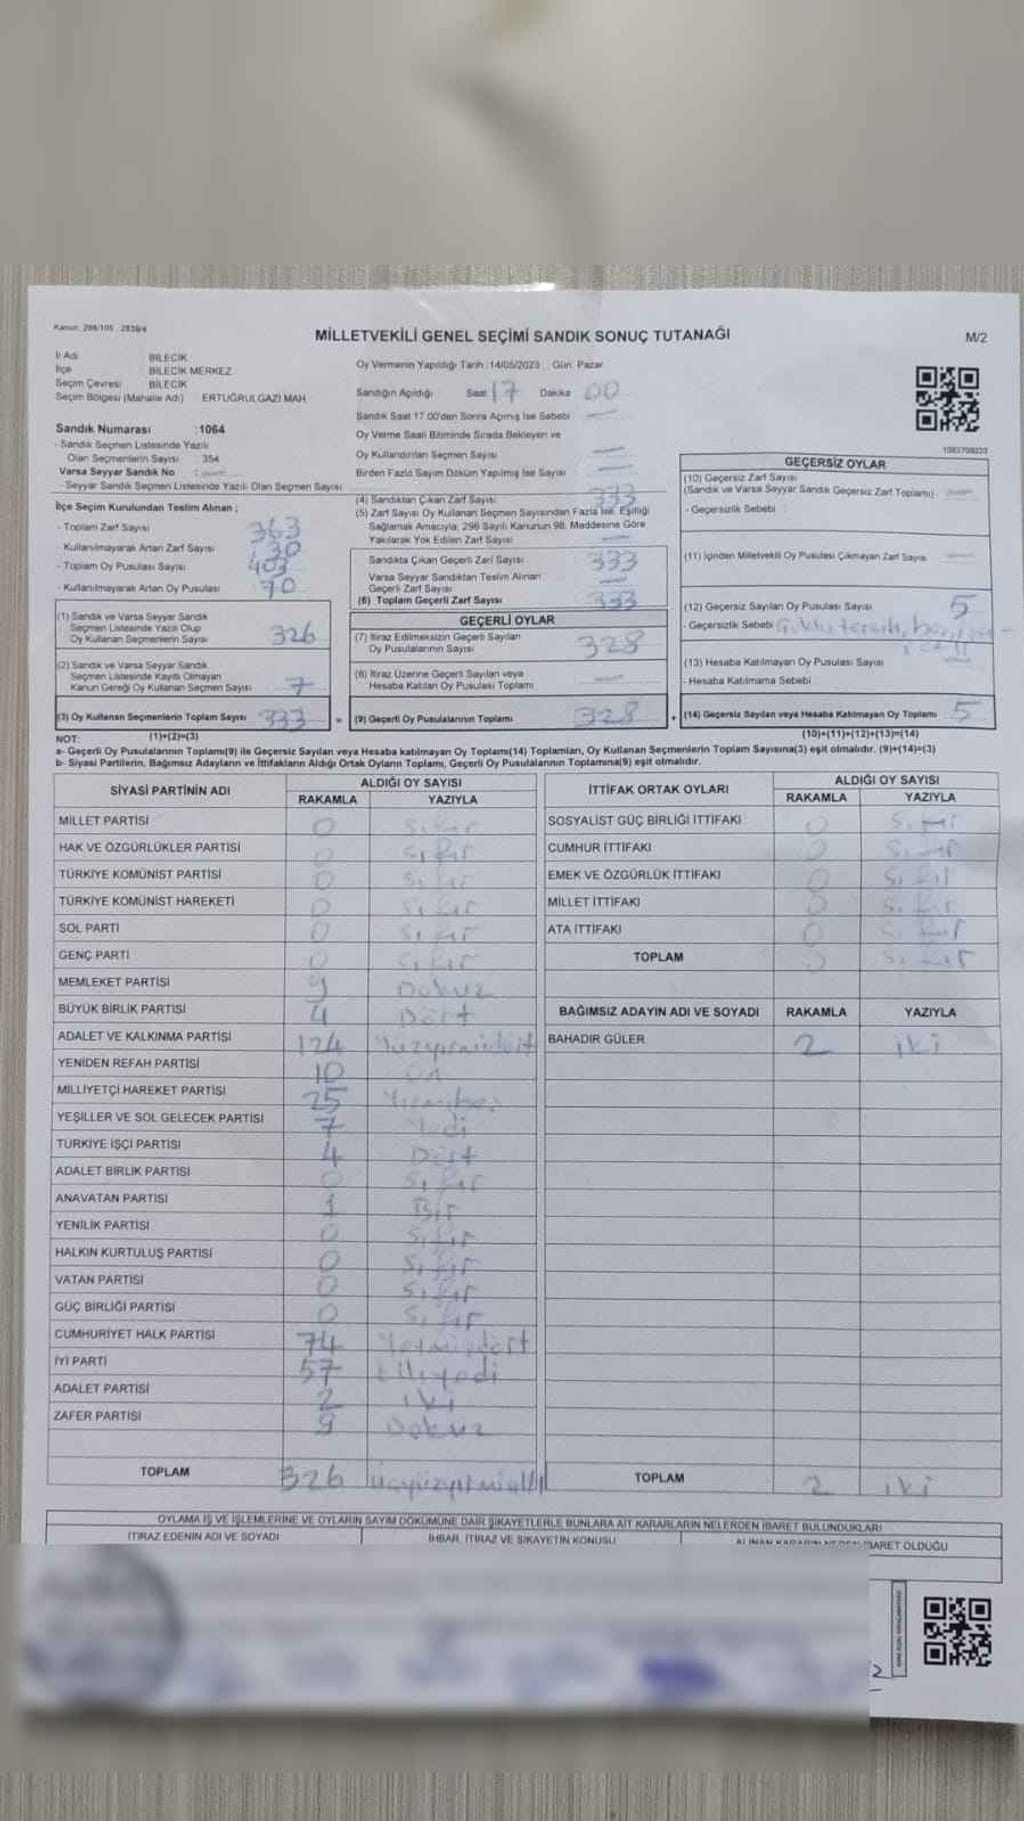 Kanun: 298/105 2839/4
MİLLETVEKİLİ GENEL SEÇİMİ SANDIK SONUÇ TUTANAĞI
M/2
İl Adı BİLECİK
İlçe BİLECİK MERKEZ
Seçim Çevresi BİLECİK
Seçim Bölgesi (Mahalle Adı) ERTUĞRULGAZİ MAH.
Sandık Numarası :1064
- Sandık Seçmen Listesinde Yazılı
Olan Seçmenlerin Sayısı 354
Varsa Seyyar Sandık No :
- Seyyar Sandık Seçmen Listesinde Yazılı Olan Seçmen Sayısı
İlçe Seçim Kurulundan Teslim Alınan ;
- Toplam Zarf Sayısı 363
- Kullanılmayarak Artan Zarf Sayısı 30
- Toplam Oy Pusulası Sayısı 403
- Kullanılmayarak Artan Oy Pusulası 70
(1) Sandık ve Varsa Seyyar Sandık
Seçmen Listesinde Yazılı Olup
Oy Kullanan Seçmenlerin Sayısı 326
(2) Sandık ve Varsa Seyyar Sandık
Seçmen Listesinde Kayıtlı Olmayan
Kanun Gereği Oy Kullanan Seçmen Sayısı 7
(3) Oy Kullanan Seçmenlerin Toplam Sayısı 333
(1)+(2)=(3)
Oy Vermenin Yapıldığı Tarih :14/05/2023 Gün: Pazar
Sandığın Açıldığı Saat 17 Dakika 00
Sandık Saat 17.00'den Sonra Açmış İse Sebebi —
Oy Verme Saati Bitiminde Sırada Bekleyen ve
Oy Kullandırılan Seçmen Sayısı —
Birden Fazla Sayım Döküm Yapılmış İse Sayısı —
(4) Sandıktan Çıkan Zarf Sayısı 333
(5) Zarf Sayısı Oy Kullanan Seçmen Sayısından Fazla İse, Eşitliği
Sağlamak Amacıyla; 298 Sayılı Kanunun 98. Maddesine Göre
Yakılarak Yok Edilen Zarf Sayısı —
Sandıkta Çıkan Geçerli Zarf Sayısı 333
Varsa Seyyar Sandıktan Teslim Alınan
Geçerli Zarf Sayısı —
(6) Toplam Geçerli Zarf Sayısı 333
GEÇERLİ OYLAR
(7) İtiraz Edilmeksizin Geçerli Sayılan
Oy Pusulalarının Sayısı 328
(8) İtiraz Üzerine Geçerli Sayılan veya
Hesaba Katılan Oy Pusulası Toplamı —
= (9) Geçerli Oy Pusulalarının Toplamı 328
GEÇERSİZ OYLAR
(10) Geçersiz Zarf Sayısı
(Sandık ve Varsa Seyyar Sandık Geçersiz Zarf Toplamı) —
- Geçersizlik Sebebi :
(11) İçinden Milletvekili Oy Pusulası Çıkmayan Zarf Sayısı —
(12) Geçersiz Sayılan Oy Pusulası Sayısı 5
- Geçersizlik Sebebi
(13) Hesaba Katılmayan Oy Pusulası Sayısı
- Hesaba Katılmama Sebebi
+ (14) Geçersiz Sayılan veya Hesaba Katılmayan Oy Toplamı 5
(10)+(11)+(12)+(13)=(14)
NOT:
a- Geçerli Oy Pusulalarının Toplamı(9) ile Geçersiz Sayılan veya Hesaba katılmayan Oy Toplamı(14) Toplamları, Oy Kullanan Seçmenlerin Toplam Sayısına(3) eşit olmalıdır. (9)+(14)=(3)
b- Siyasi Partilerin, Bağımsız Adayların ve İttifakların Aldığı Ortak Oyların Toplamı, Geçerli Oy Pusulalarının Toplamına(9) eşit olmalıdır.
SİYASİ PARTİNİN ADI ALDIĞI OY SAYISI
RAKAMLA YAZIYLA
MİLLET PARTİSİ 0 Sıfır
HAK VE ÖZGÜRLÜKLER PARTİSİ 0 Sıfır
TÜRKİYE KOMÜNİST PARTİSİ 0 Sıfır
TÜRKİYE KOMÜNİST HAREKETİ 0 Sıfır
SOL PARTİ 0 Sıfır
GENÇ PARTİ 0 Sıfır
MEMLEKET PARTİSİ 9 Dokuz
BÜYÜK BİRLİK PARTİSİ 4 Dört
ADALET VE KALKINMA PARTİSİ 124 Yüzyirmidört
YENİDEN REFAH PARTİSİ 10 On
MİLLİYETÇİ HAREKET PARTİSİ 25 Yirmibeş
YEŞİLLER VE SOL GELECEK PARTİSİ 7 Yedi
TÜRKİYE İŞÇİ PARTİSİ 4 Dört
ADALET BİRLİK PARTİSİ 0 Sıfır
ANAVATAN PARTİSİ 1 Bir
YENİLİK PARTİSİ 0 Sıfır
HALKIN KURTULUŞ PARTİSİ 0 Sıfır
VATAN PARTİSİ 0 Sıfır
GÜÇ BİRLİĞİ PARTİSİ 0 Sıfır
CUMHURİYET HALK PARTİSİ 74 Yetmişdört
İYİ PARTİ 57 Elliyedi
ADALET PARTİSİ 2 iki
ZAFER PARTİSİ 9 Dokuz
TOPLAM 326 Üçyüzyirmialtı
İTTİFAK ORTAK OYLARI ALDIĞI OY SAYISI
RAKAMLA YAZIYLA
SOSYALİST GÜÇ BİRLİĞİ İTTİFAKI 0 Sıfır
CUMHUR İTTİFAKI 0 Sıfır
EMEK VE ÖZGÜRLÜK İTTİFAKI 0 Sıfır
MİLLET İTTİFAKI 0 Sıfır
ATA İTTİFAKI 0 Sıfır
TOPLAM 0 Sıfır
BAĞIMSIZ ADAYIN ADI VE SOYADI RAKAMLA YAZIYLA
BAHADIR GÜLER 2 iki
TOPLAM 2 iki
OYLAMA İŞ VE İŞLEMLERİNE VE OYLARIN SAYIM DÖKÜMÜNE DAİR ŞİKAYETLERLE BUNLARA AİT KARARLARIN NELERDEN İBARET BULUNDUKLARI
İTİRAZ EDENİN ADI VE SOYADI İHBAR, İTİRAZ VE ŞİKAYETİN KONUSU